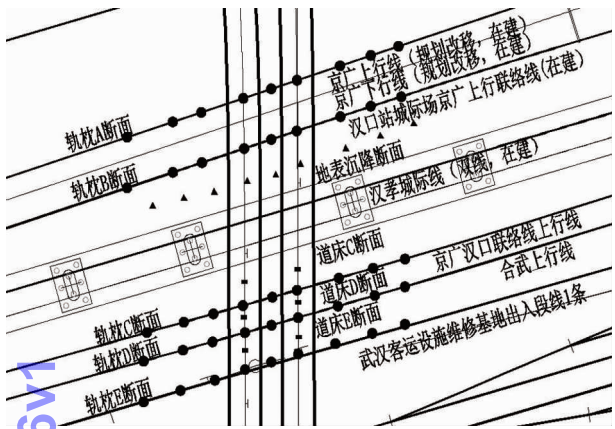 京广上行线（规划改移，在建）
京广下行线（规划改移，在建）
汉口站城际场京广上行联络线(在建)
轨枕A断面
地表沉降断面
轨枕B断面
汉孝城际线（双线，在建）
道床C断面
京广汉口联络线上行线
道床D断面
合武上行线
轨枕C断面
道床E断面
武汉客运设施维修基地出入段线1条
轨枕D断面
轨枕E断面
6v1